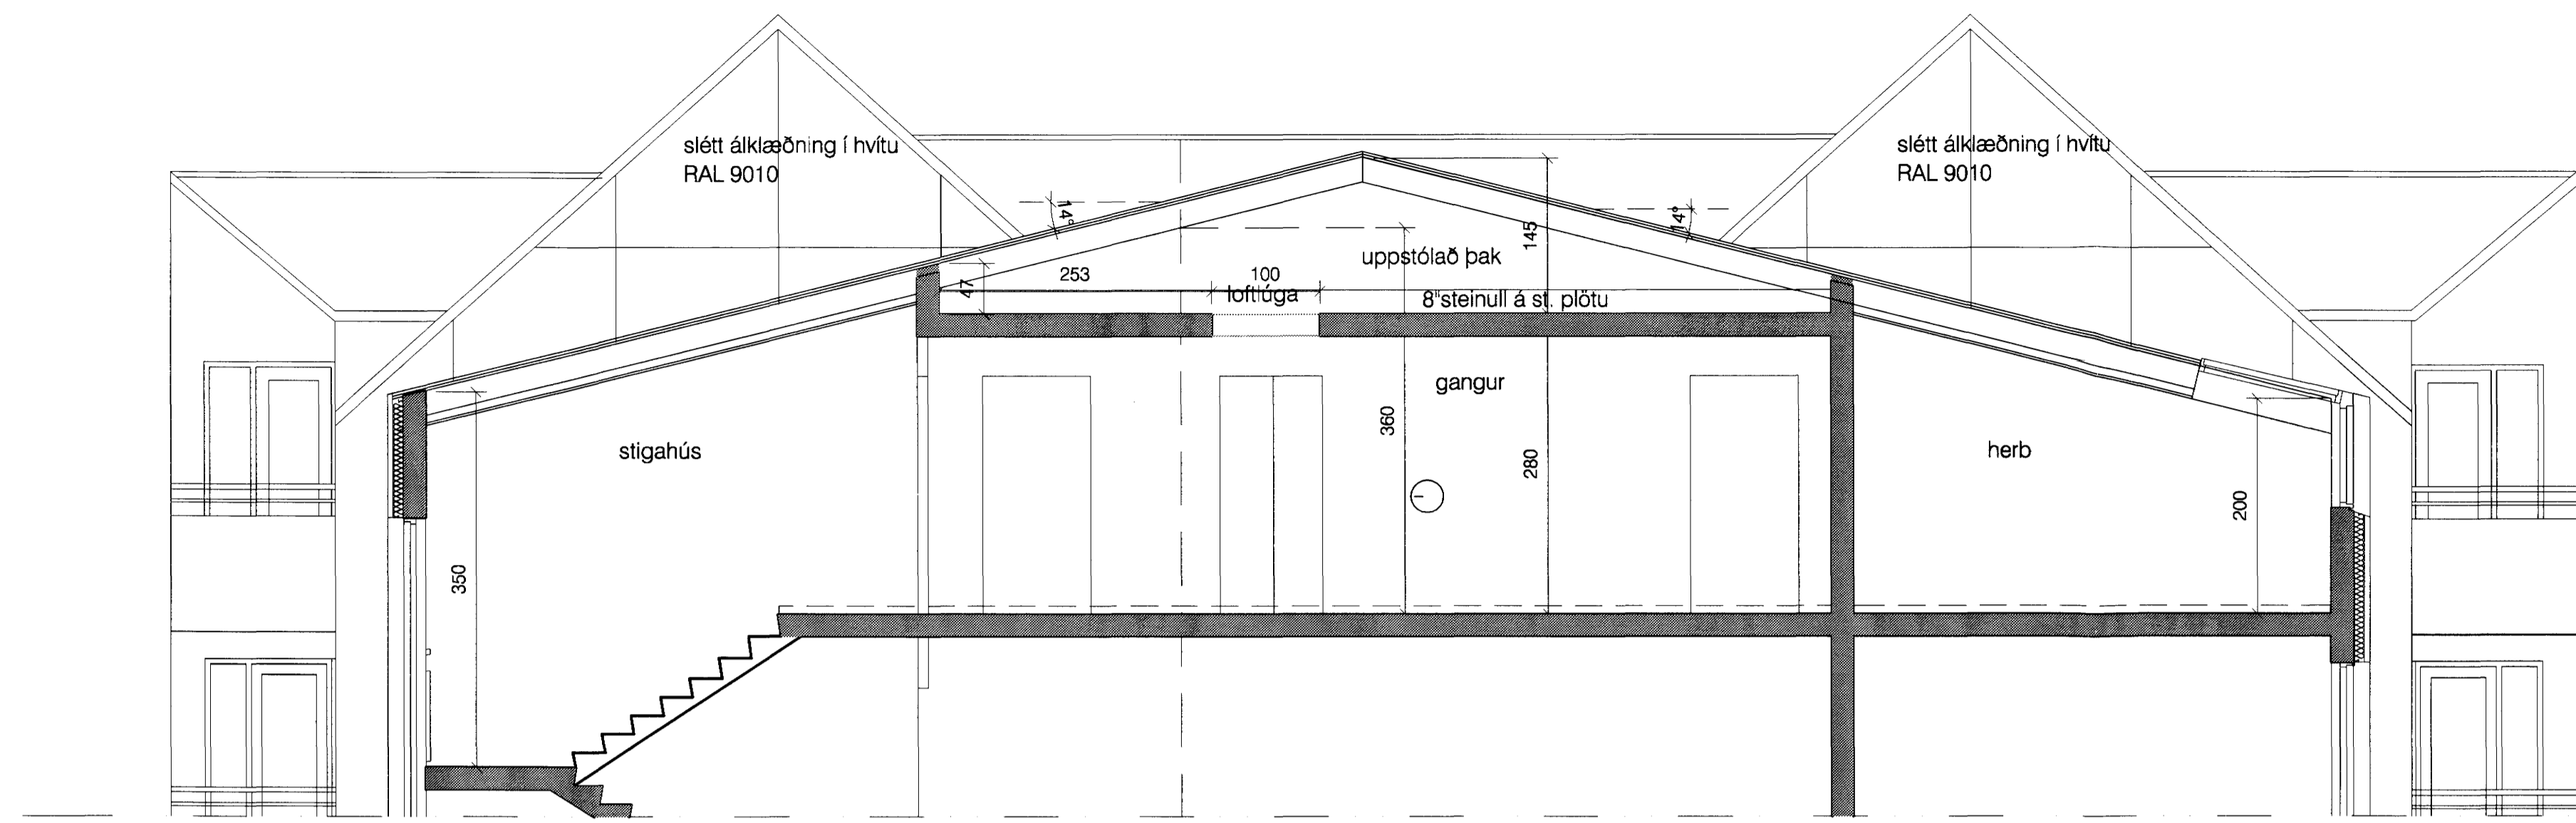 slétt álklæðning í hvítu
RAL 9010
slétt álklæðning í hvítu
RAL 9010
14°
14°
145
uppstólað þak
253
100
47
loftlúga
8"steinull á st. plötu
gangur
360
280
stigahús
herb
350
200